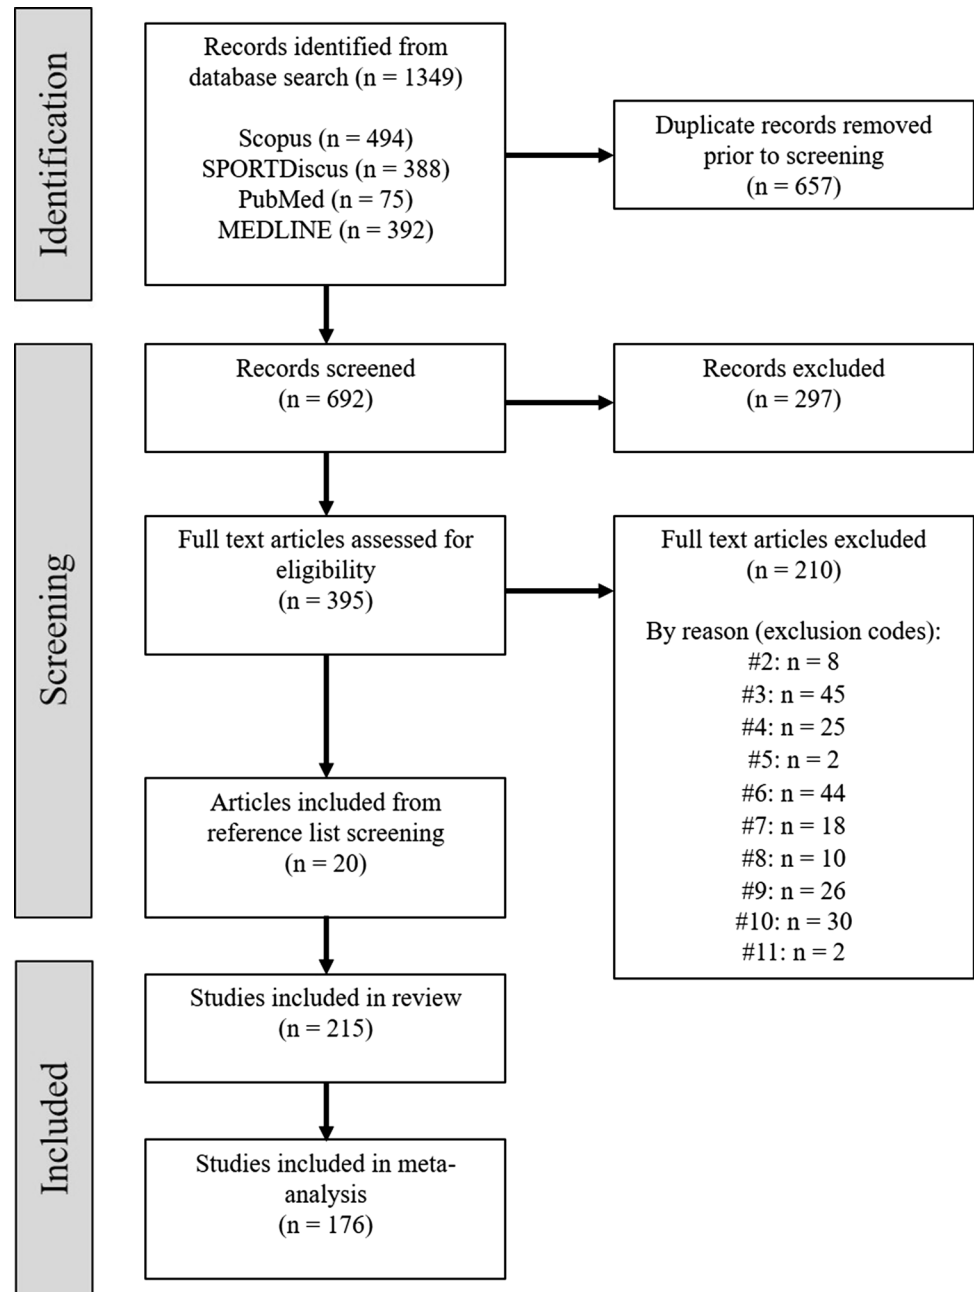 Identification
Records identified from
database search (n = 1349)
Scopus (n = 494)
SPORTDiscus (n = 388)
PubMed (n = 75)
MEDLINE (n = 392)
Duplicate records removed
prior to screening
(n = 657)
Screening
Records screened
(n = 692)
Records excluded
(n = 297)
Full text articles assessed for
eligibility
(n = 395)
Full text articles excluded
(n = 210)
By reason (exclusion codes):
#2: n = 8
#3: n = 45
#4: n = 25
#5: n = 2
#6: n = 44
#7: n = 18
#8: n = 10
#9: n = 26
#10: n = 30
#11: n = 2
Articles included from
reference list screening
(n = 20)
Included
Studies included in review
(n = 215)
Studies included in meta-
analysis
(n = 176)